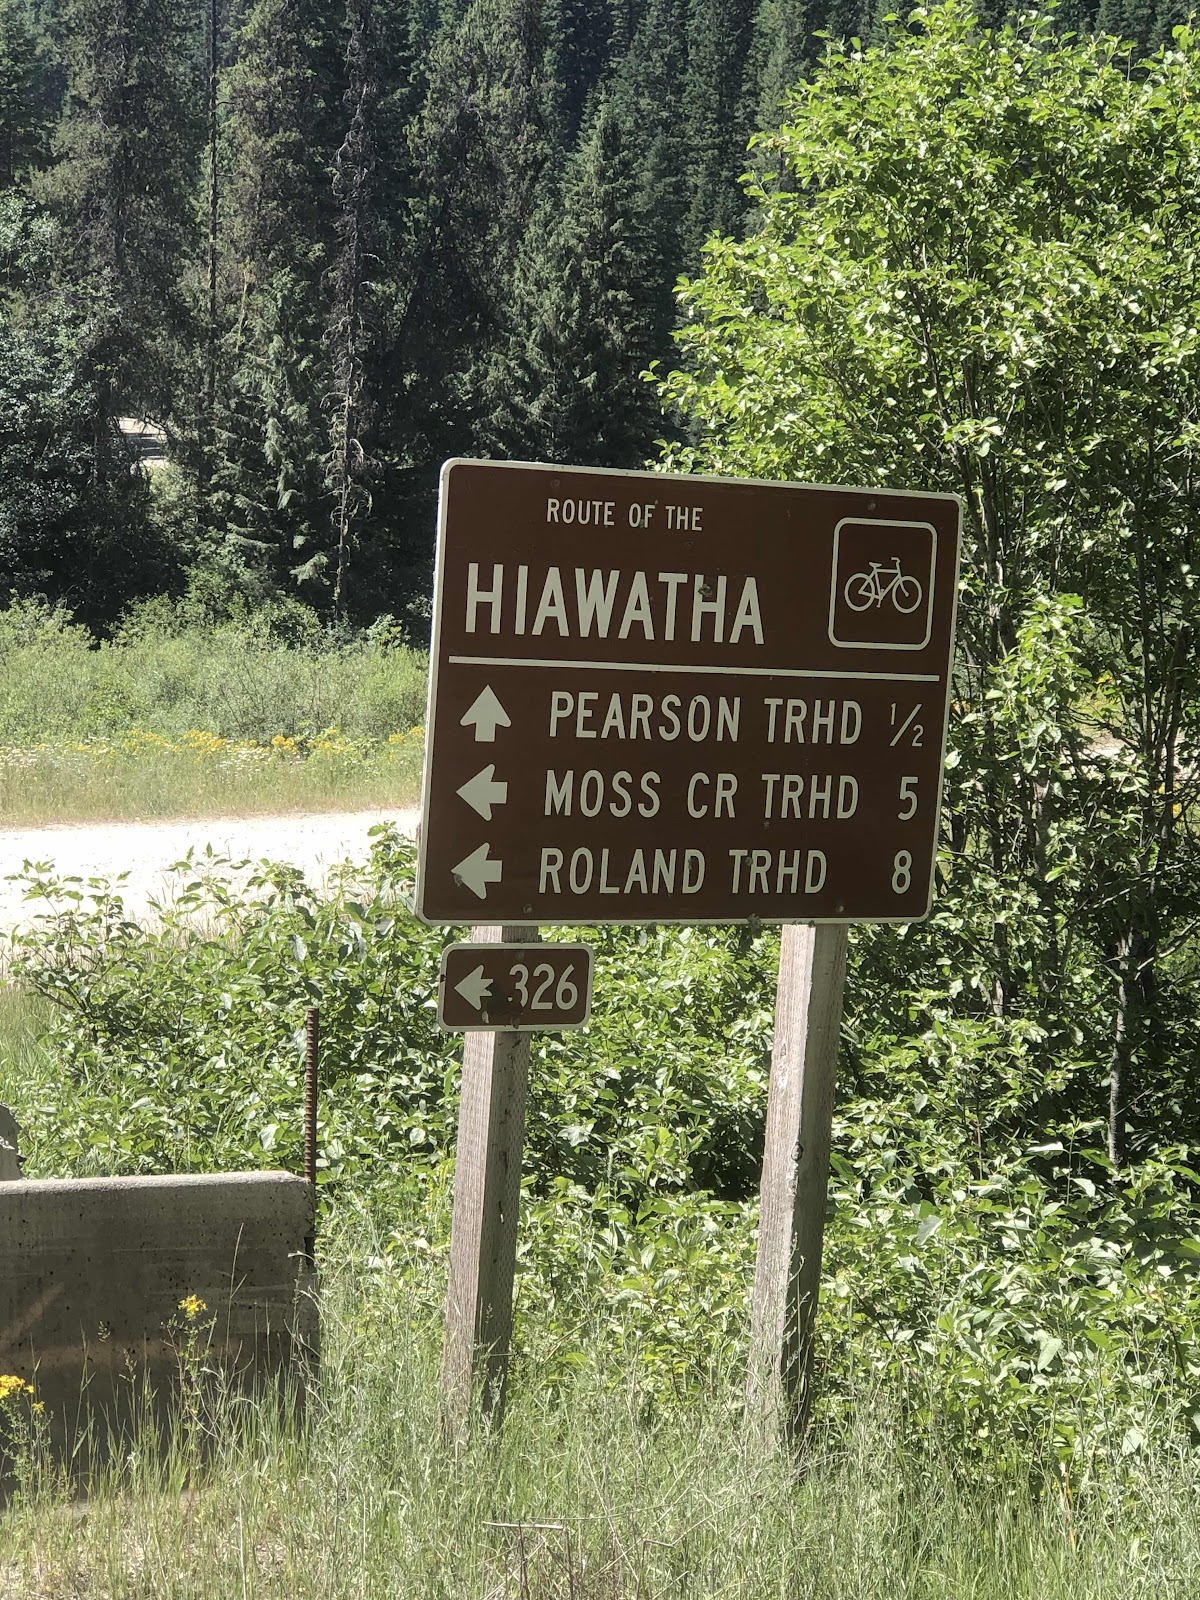 ROUTE OF THE
HIAWATHA
PEARSON TRHD 1/2
MOSS CR TRHD 5
ROLAND TRHD 8
326